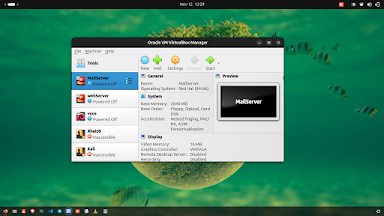 Nov 12 13:09
Oracle VM VirtualBox Manager
File Machine Help
Tools
New Add Settings Start
MailServer
Powered Off
webServer
Powered Off
vyos
Powered Off
Inaccessible
Kali
Inaccessible
General
Name: MailServer
Operating System: Red Hat (64-bit)
System
Base Memory: 2048 MB
Boot Order: Floppy, Optical, Hard Disk
Acceleration: Nested Paging, PAE/NX, KVM Paravirtualization
Preview
MailServer
Display
Video Memory: 16 MB
Graphics Controller: VMSVGA
Remote Desktop Server: Disabled
Recording: Disabled